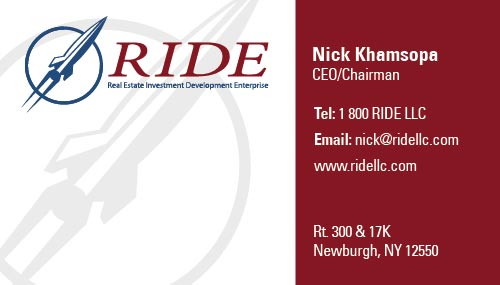 RIDE
Real Estate Investment Development Enterprise
Nick Khamsopa
CEO/Chairman
Tel: 1 800 RIDE LLC
Email: nick@ridellc.com
www.ridellc.com
Rt. 300 & 17K
Newburgh, NY 12550